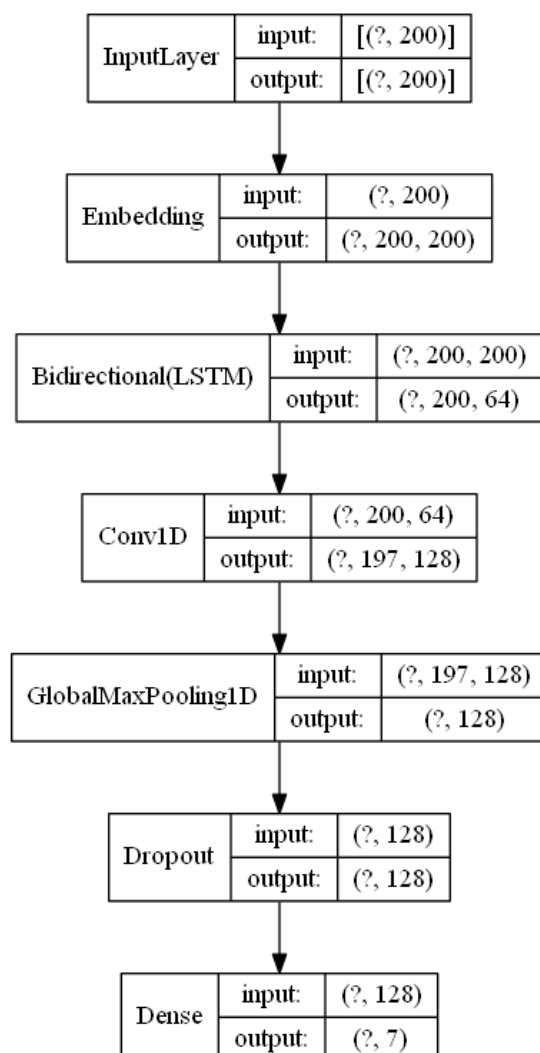 InputLayer
input: [(?, 200)]
output: [(?, 200)]
Embedding
input: (?, 200)
output: (?, 200, 200)
Bidirectional(LSTM)
input: (?, 200, 200)
output: (?, 200, 64)
Conv1D
input: (?, 200, 64)
output: (?, 197, 128)
GlobalMaxPooling1D
input: (?, 197, 128)
output: (?, 128)
Dropout
input: (?, 128)
output: (?, 128)
Dense
input: (?, 128)
output: (?, 7)